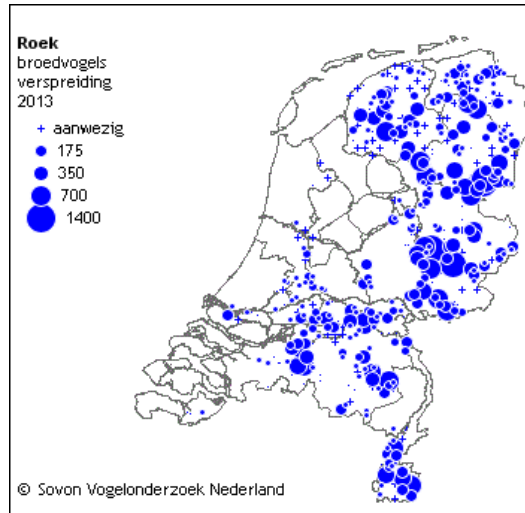 Roek
broedvogels
verspreiding
2013
aanwezig
175
350
700
1400
© Sovon Vogelonderzoek Nederland